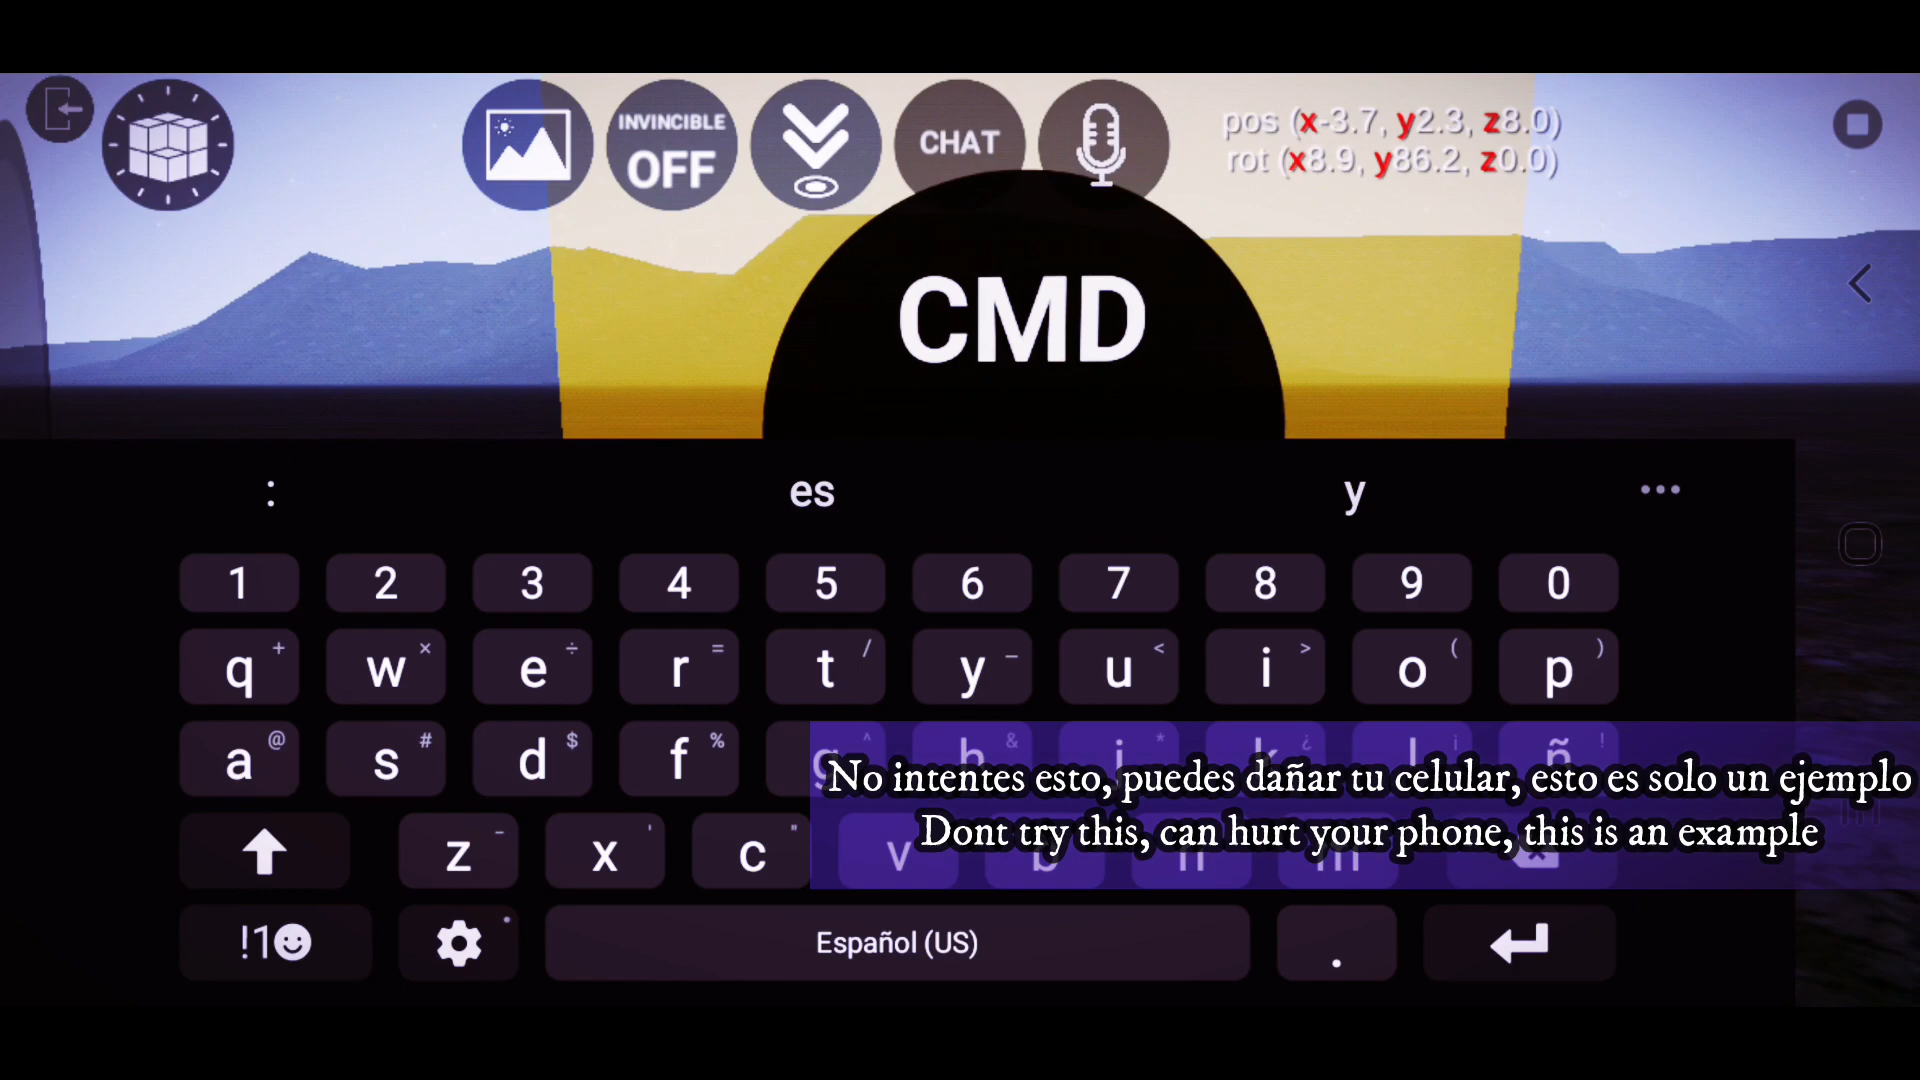 INVINCIBLE
OFF
CHAT
pos (x-3.7, y2.3, z8.0)
rot (x8.9, y86.2, z0.0)
CMD
: es y ...
1 2 3 4 5 6 7 8 9 0
q + w × e ÷ r = t / y _ u < i > o ( p )
a @ s # d $ f % g ^ h & j * k ¿ l ¡ ñ !
No intentes esto, puedes dañar tu celular, esto es solo un ejemplo
Dont try this, can hurt your phone, this is an example
z - x ' c " v b n m
!1 Español (US) .